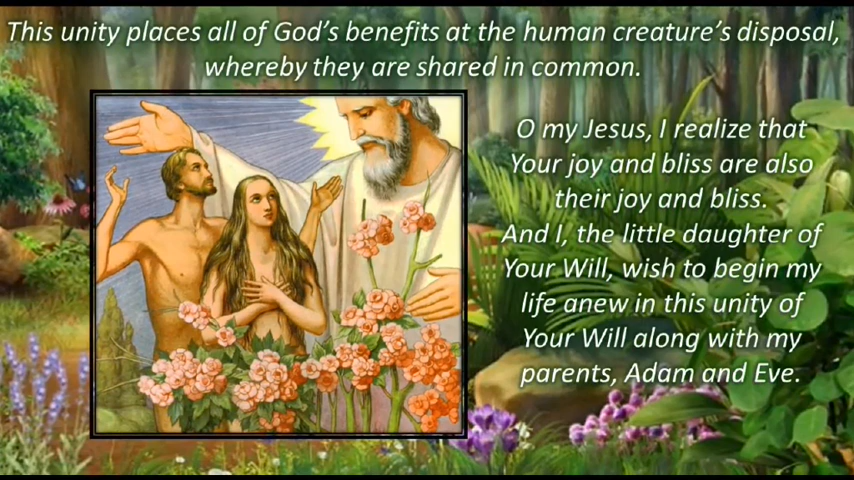 This unity places all of God's benefits at the human creature's disposal,
whereby they are shared in common.
O my Jesus, I realize that
Your joy and bliss are also
their joy and bliss.
And I, the little daughter of
Your Will, wish to begin my
life anew in this unity of
Your Will along with my
parents, Adam and Eve.